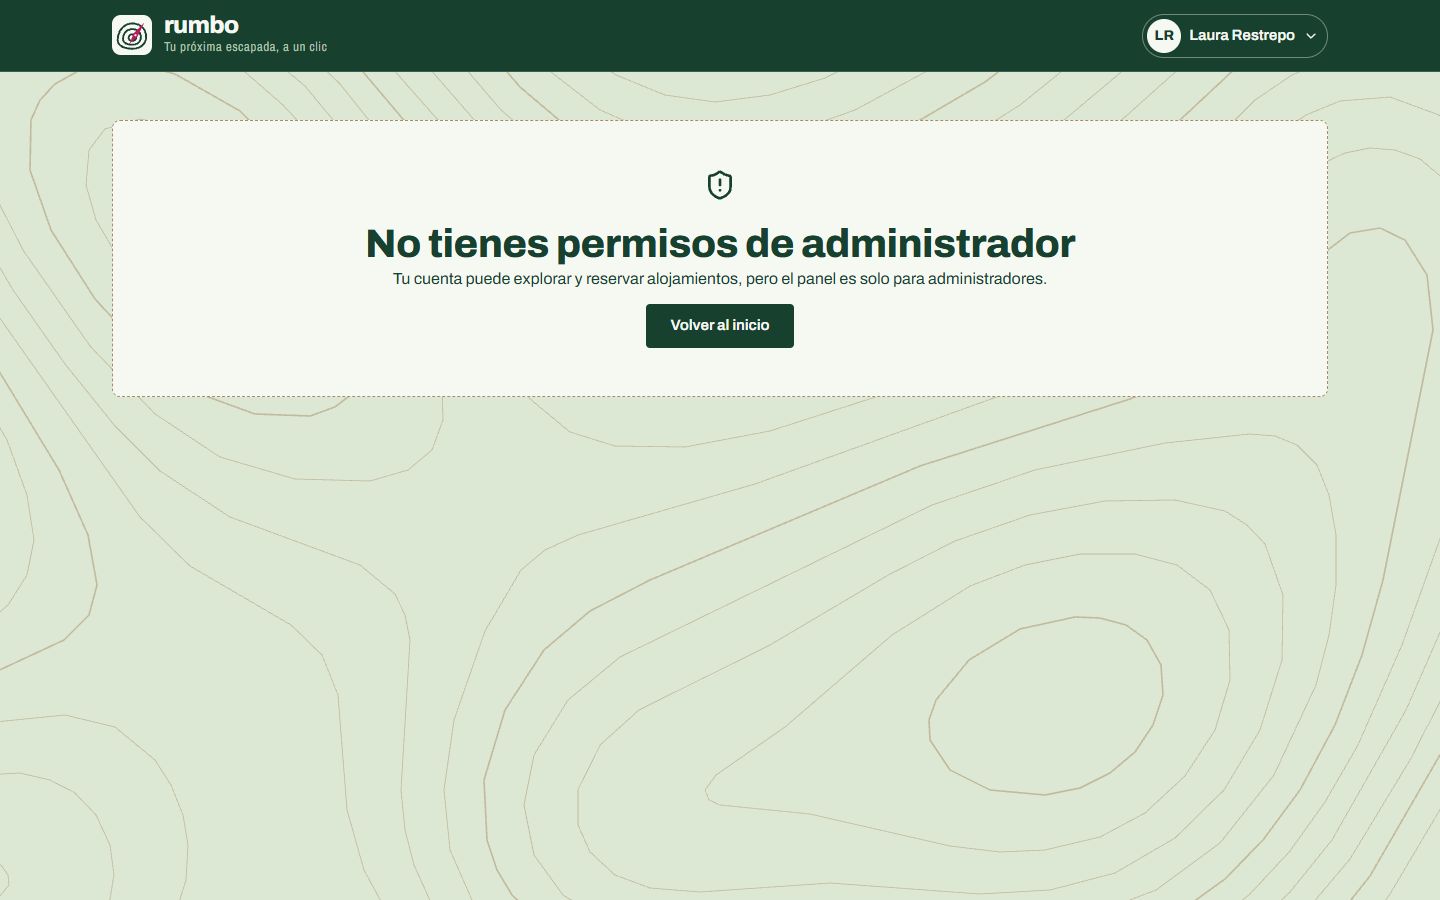 rumbo
Tu próxima escapada, a un clic
LR Laura Restrepo
No tienes permisos de administrador
Tu cuenta puede explorar y reservar alojamientos, pero el panel es solo para administradores.
Volver al inicio